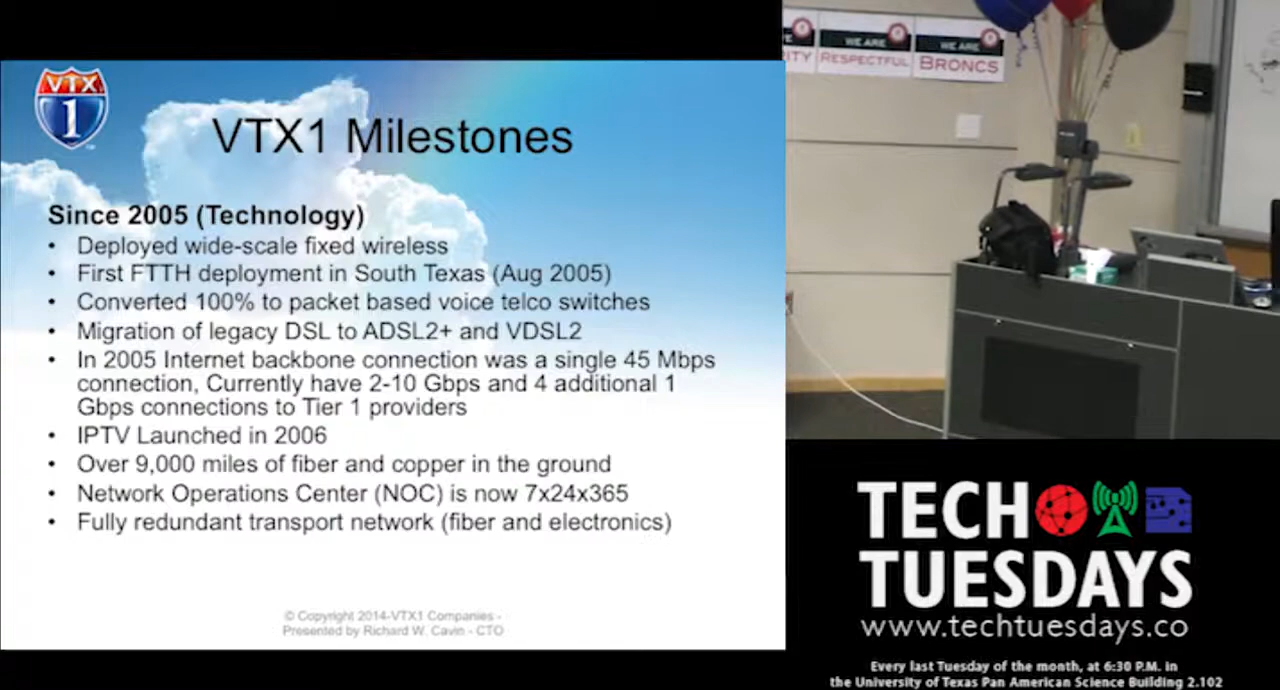 VTX
1
VTX1 Milestones
Since 2005 (Technology)
• Deployed wide-scale fixed wireless
• First FTTH deployment in South Texas (Aug 2005)
• Converted 100% to packet based voice telco switches
• Migration of legacy DSL to ADSL2+ and VDSL2
• In 2005 Internet backbone connection was a single 45 Mbps
connection, Currently have 2-10 Gbps and 4 additional 1
Gbps connections to Tier 1 providers
• IPTV Launched in 2006
• Over 9,000 miles of fiber and copper in the ground
• Network Operations Center (NOC) is now 7x24x365
• Fully redundant transport network (fiber and electronics)
© Copyright 2014-VTX1 Companies -
Presented by Richard W. Cavin - CTO
WE ARE
RESPECTFUL
WE ARE
BRONCS
TECH
TUESDAYS
www.techtuesdays.co
Every last Tuesday of the month, at 6:30 P.M. in
the University of Texas Pan American Science Building 2.102